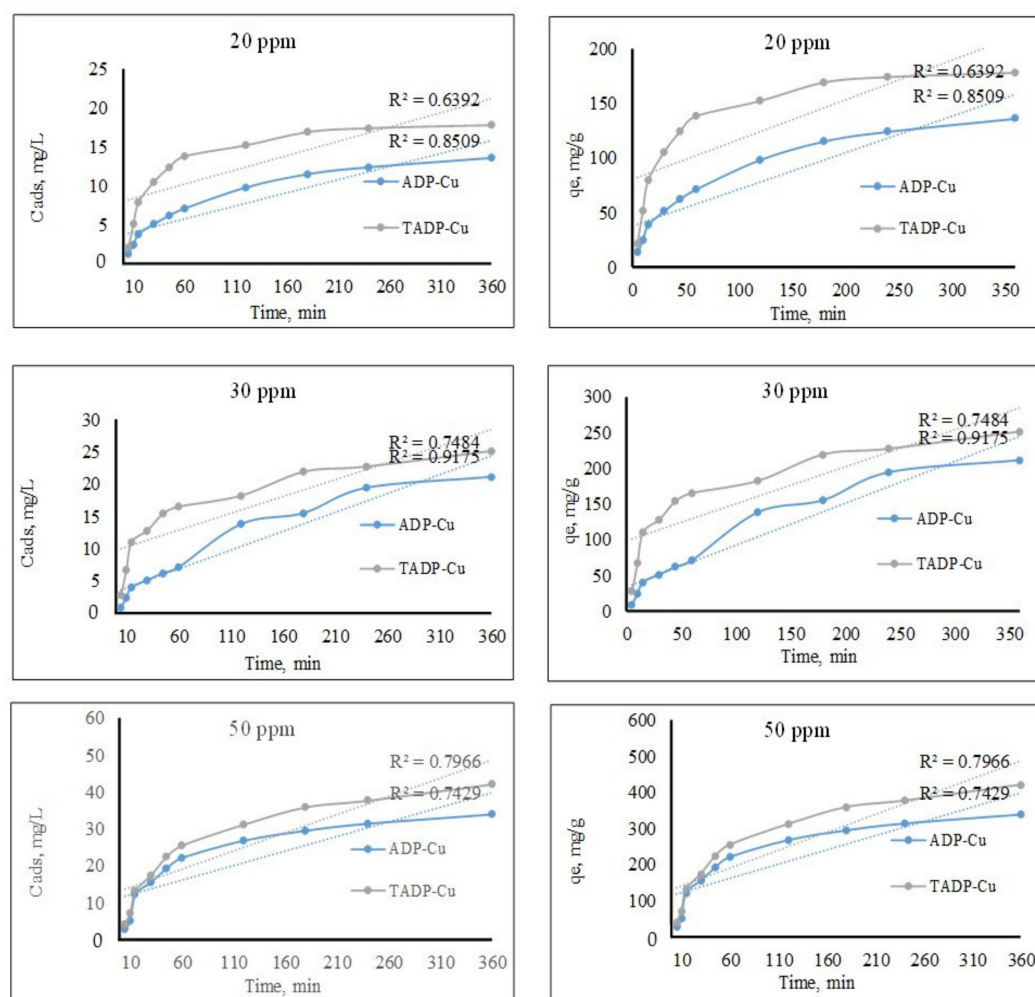 20 ppm
Cads, mg/L
25
20
15
10
5
0
R² = 0.6392
R² = 0.8509
ADP-Cu
TADP-Cu
10 60 110 160 210 260 310 360
Time, min
20 ppm
qe, mg/g
200
150
100
50
0
R² = 0.6392
R² = 0.8509
ADP-Cu
TADP-Cu
0 50 100 150 200 250 300 350
Time, min
30 ppm
Cads, mg/L
30
25
20
15
10
5
0
R² = 0.7484
R² = 0.9175
ADP-Cu
TADP-Cu
10 60 110 160 210 260 310 360
Time, min
30 ppm
qe, mg/g
300
250
200
150
100
50
0
R² = 0.7484
R² = 0.9175
ADP-Cu
TADP-Cu
0 50 100 150 200 250 300 350
Time, min
50 ppm
Cads, mg/L
60
50
40
30
20
10
0
R² = 0.7966
R² = 0.7429
ADP-Cu
TADP-Cu
10 60 110 160 210 260 310 360
Time, min
50 ppm
qe, mg/g
600
500
400
300
200
100
0
R² = 0.7966
R² = 0.7429
ADP-Cu
TADP-Cu
10 60 110 160 210 260 310 360
Time, min